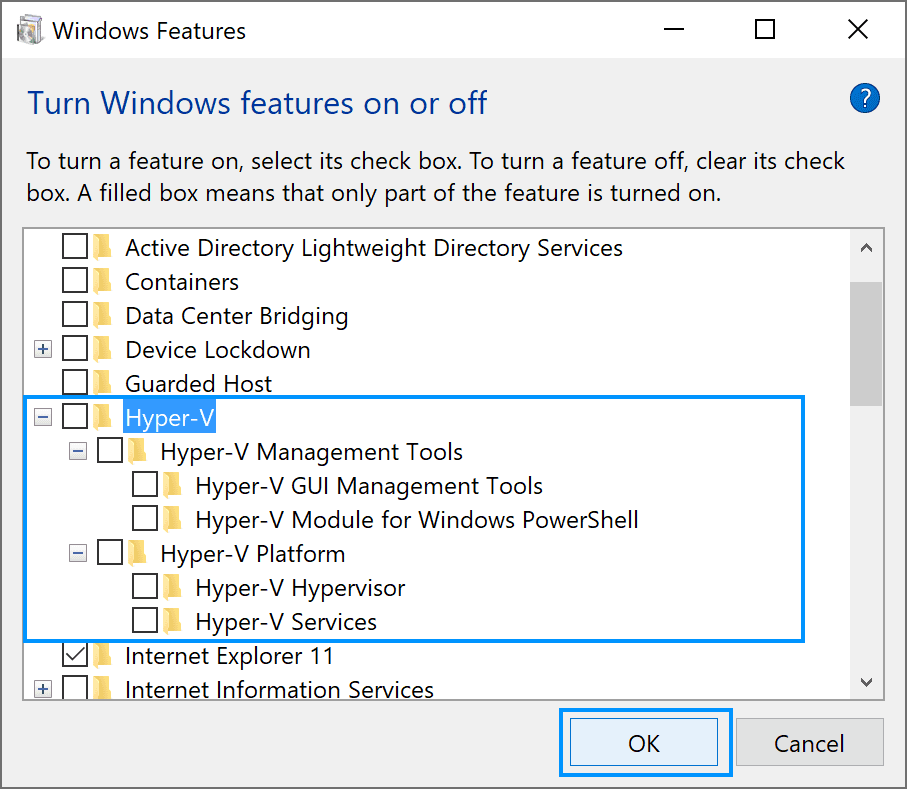 Windows Features
Turn Windows features on or off
?
To turn a feature on, select its check box. To turn a feature off, clear its check
box. A filled box means that only part of the feature is turned on.
Active Directory Lightweight Directory Services
Containers
Data Center Bridging
Device Lockdown
Guarded Host
Hyper-V
Hyper-V Management Tools
Hyper-V GUI Management Tools
Hyper-V Module for Windows PowerShell
Hyper-V Platform
Hyper-V Hypervisor
Hyper-V Services
Internet Explorer 11
Internet Information Services
OK
Cancel